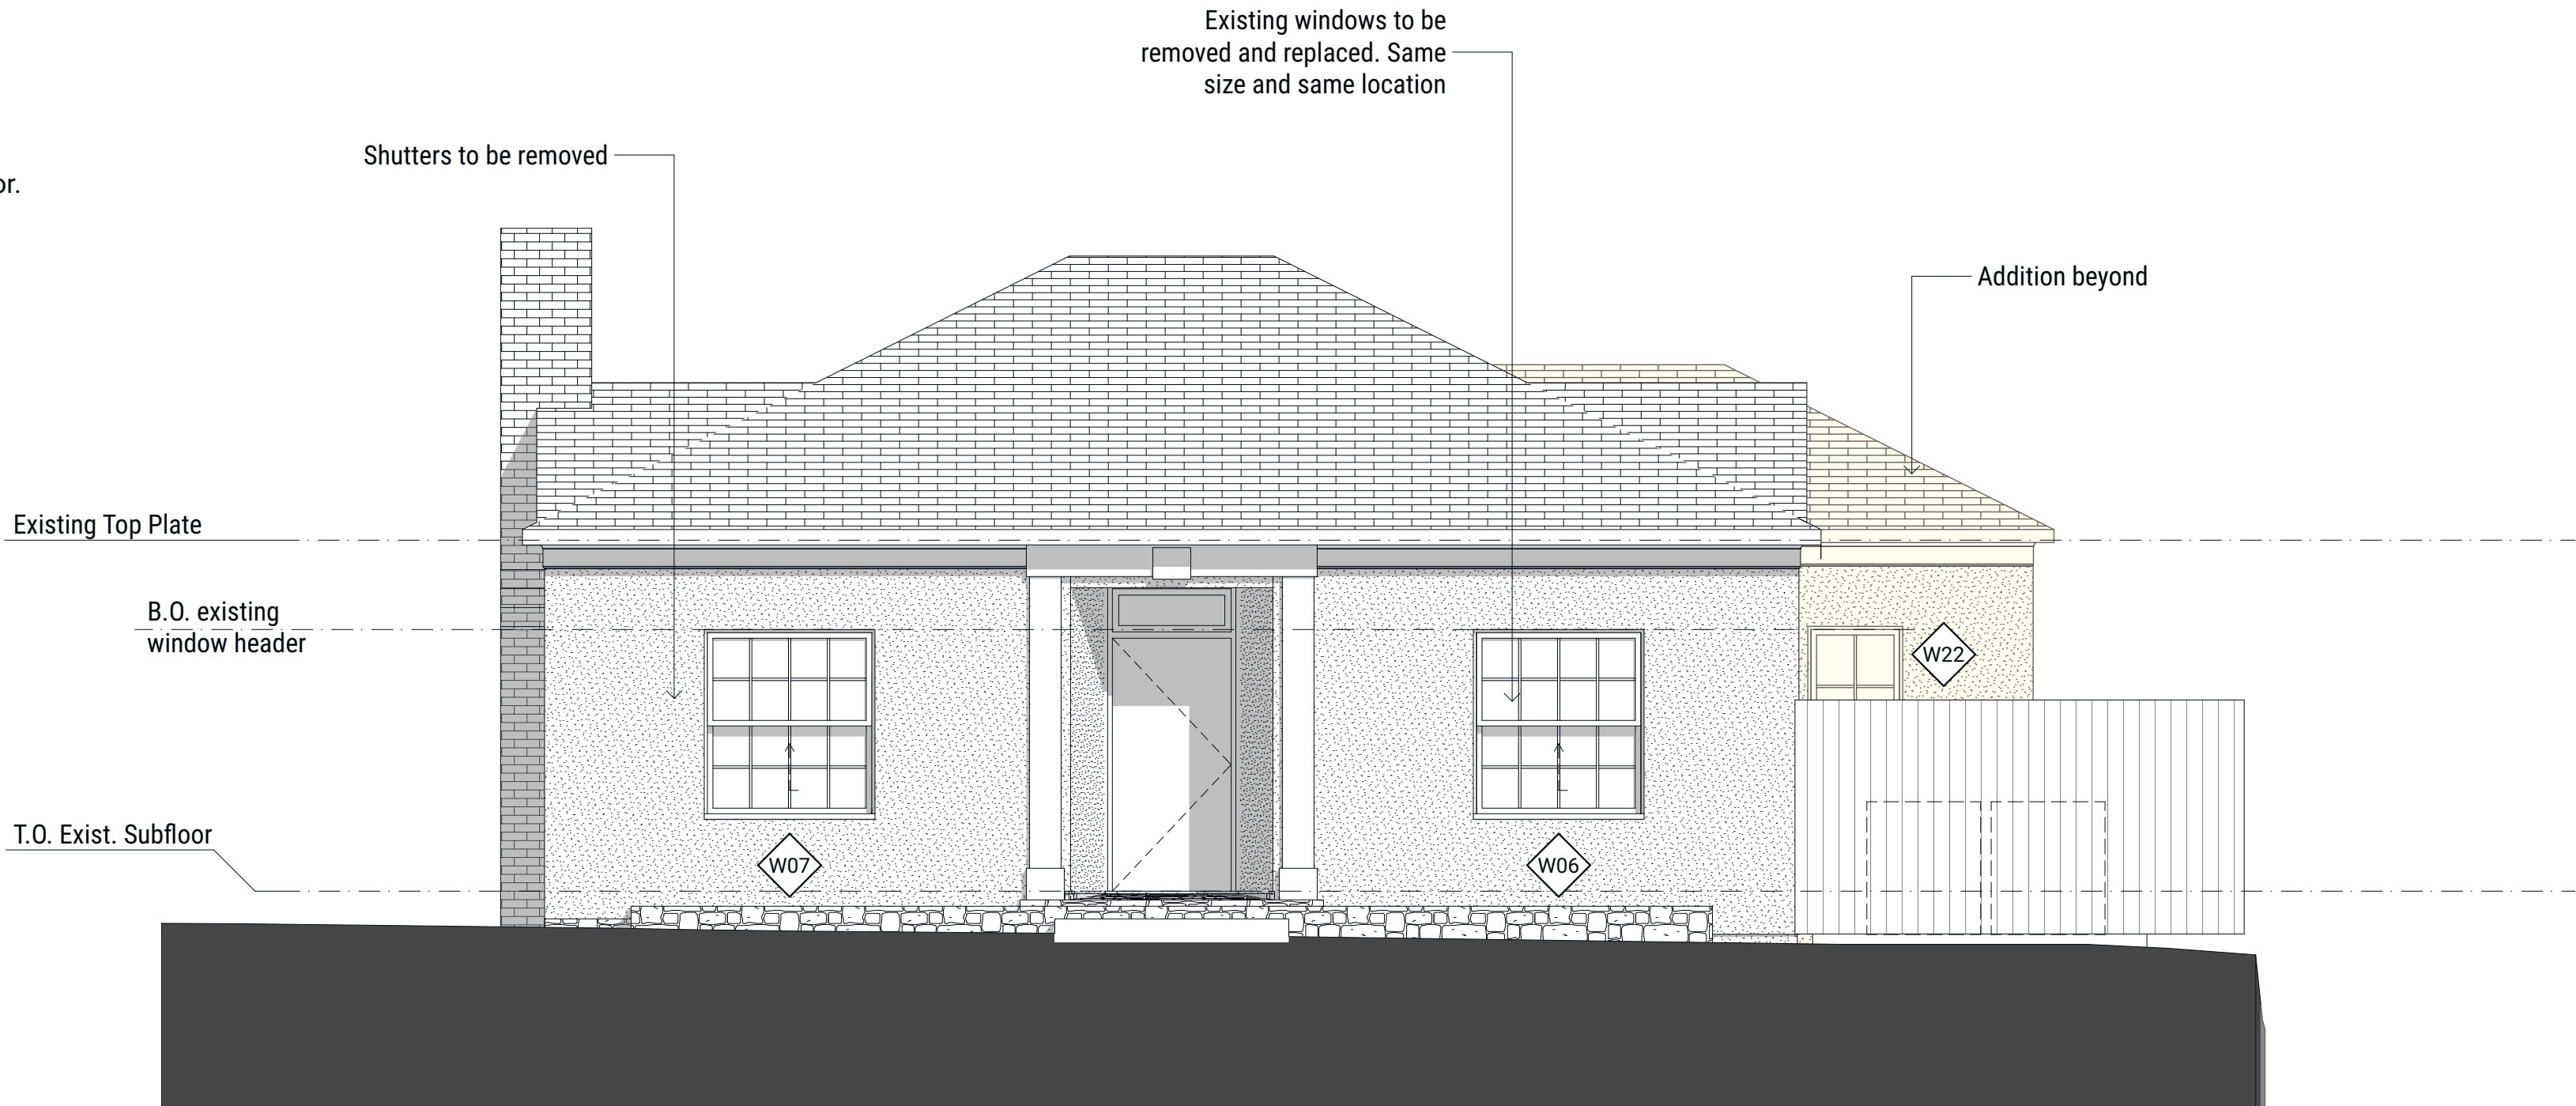 Existing windows to be
removed and replaced. Same
size and same location
Shutters to be removed
or.
Addition beyond
Existing Top Plate
B.O. existing
window header
W22
T.O. Exist. Subfloor
W07
W06